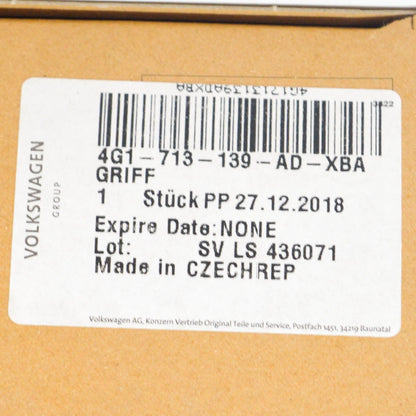 4G1713139ADXBA
3822
4G1-713-139-AD-XBA
GRIFF
1 Stück PP 27.12.2018
Expire Date:NONE
Lot: SV LS 436071
Made in CZECHREP
VOLKSWAGEN
GROUP
Volkswagen AG, Konzern Vertrieb Original Teile und Service, Postfach 1451, 34219 Baunatal